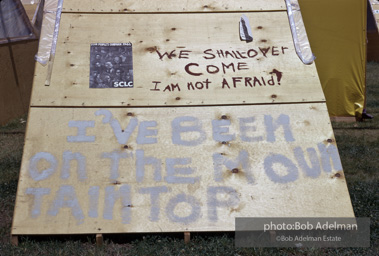 WE SHALL OVER
COME
I AM NOT AFRAID!
SCLC
I'VE BEEN
ON THE MOUN
TAIN TOP
photo:Bob Adelman
©Bob Adelman Estate